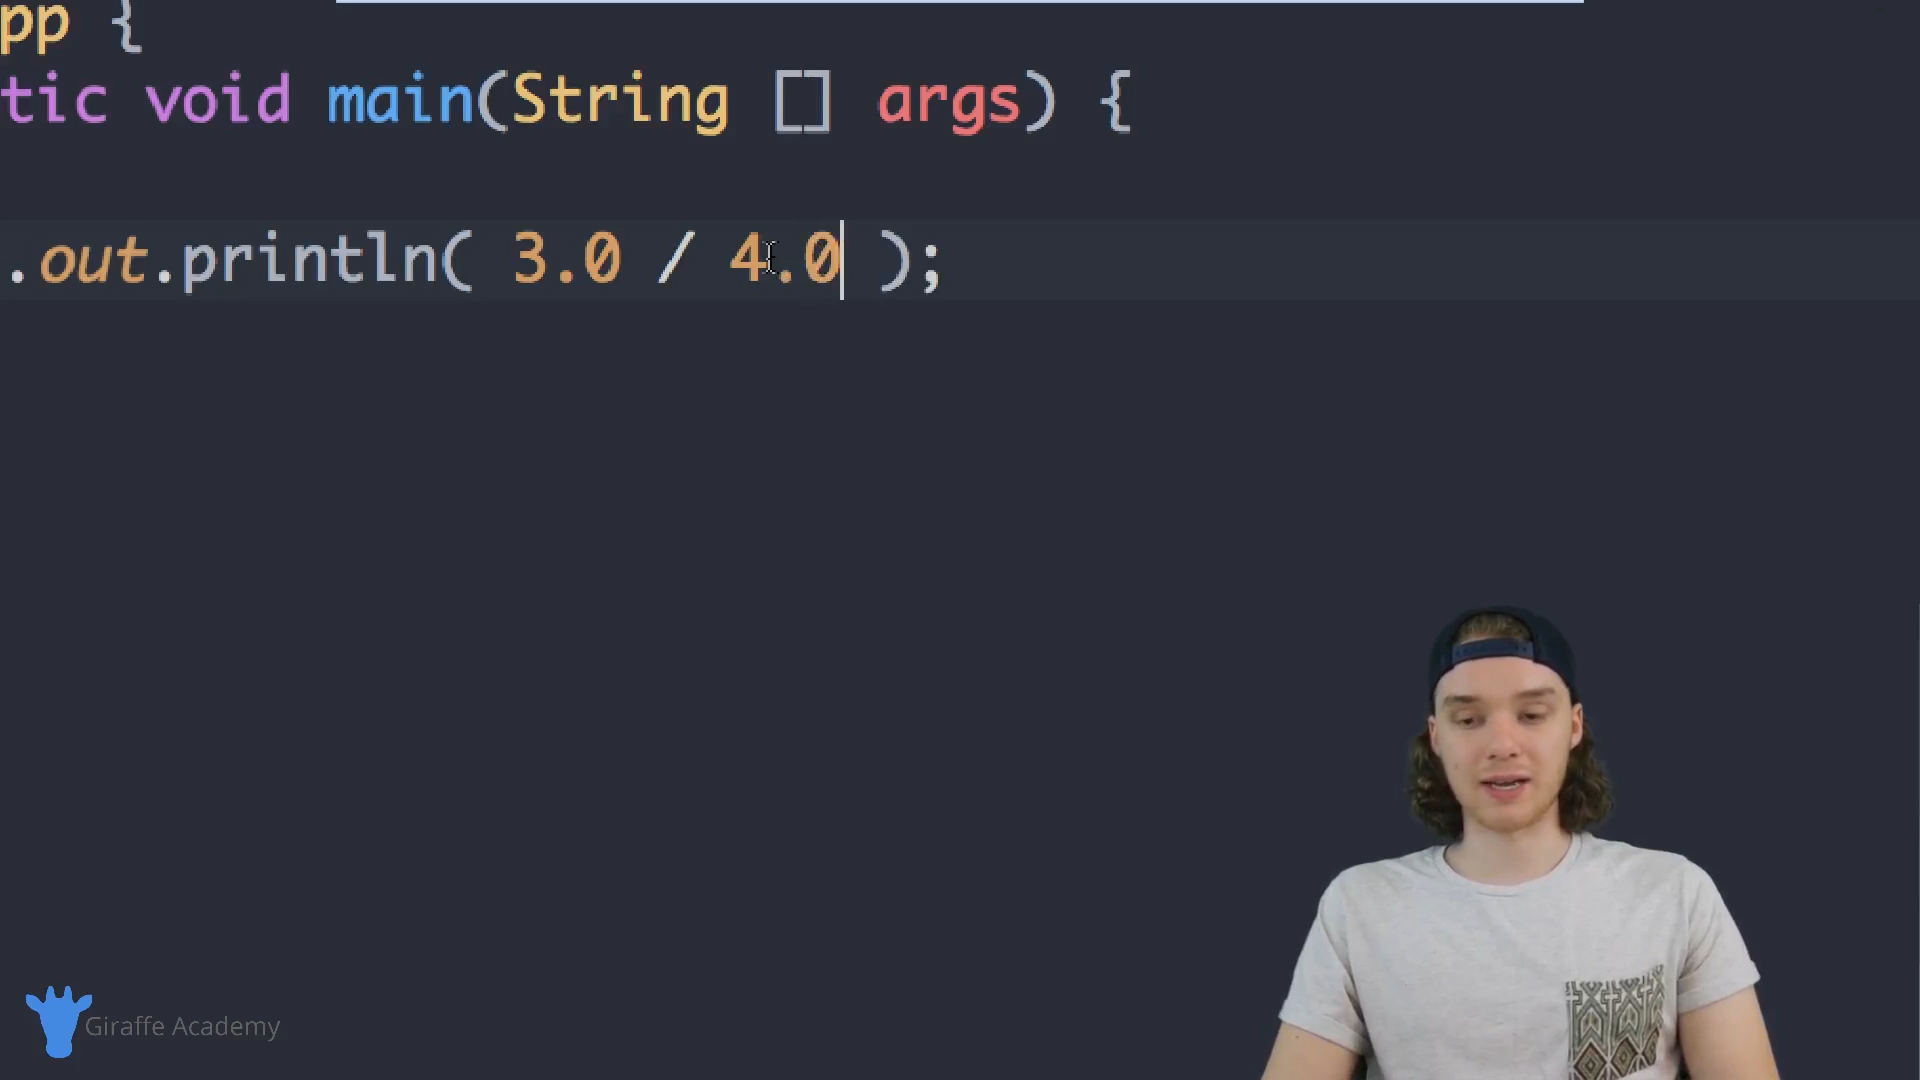 pp {
tic void main(String [] args) {
.out.println( 3.0 / 4.0 );
Giraffe Academy